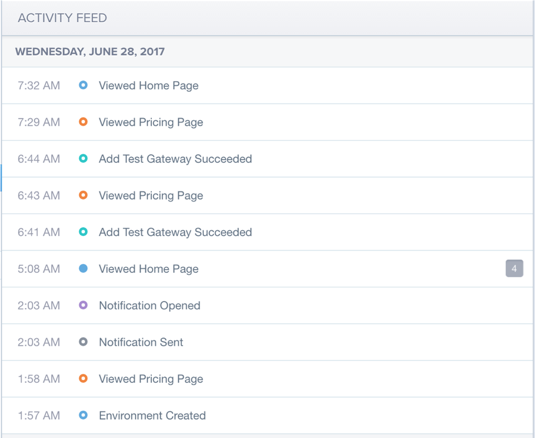 ACTIVITY FEED
WEDNESDAY, JUNE 28, 2017
7:32 AM Viewed Home Page
7:29 AM Viewed Pricing Page
6:44 AM Add Test Gateway Succeeded
6:43 AM Viewed Pricing Page
6:41 AM Add Test Gateway Succeeded
5:08 AM Viewed Home Page 4
2:03 AM Notification Opened
2:03 AM Notification Sent
1:58 AM Viewed Pricing Page
1:57 AM Environment Created